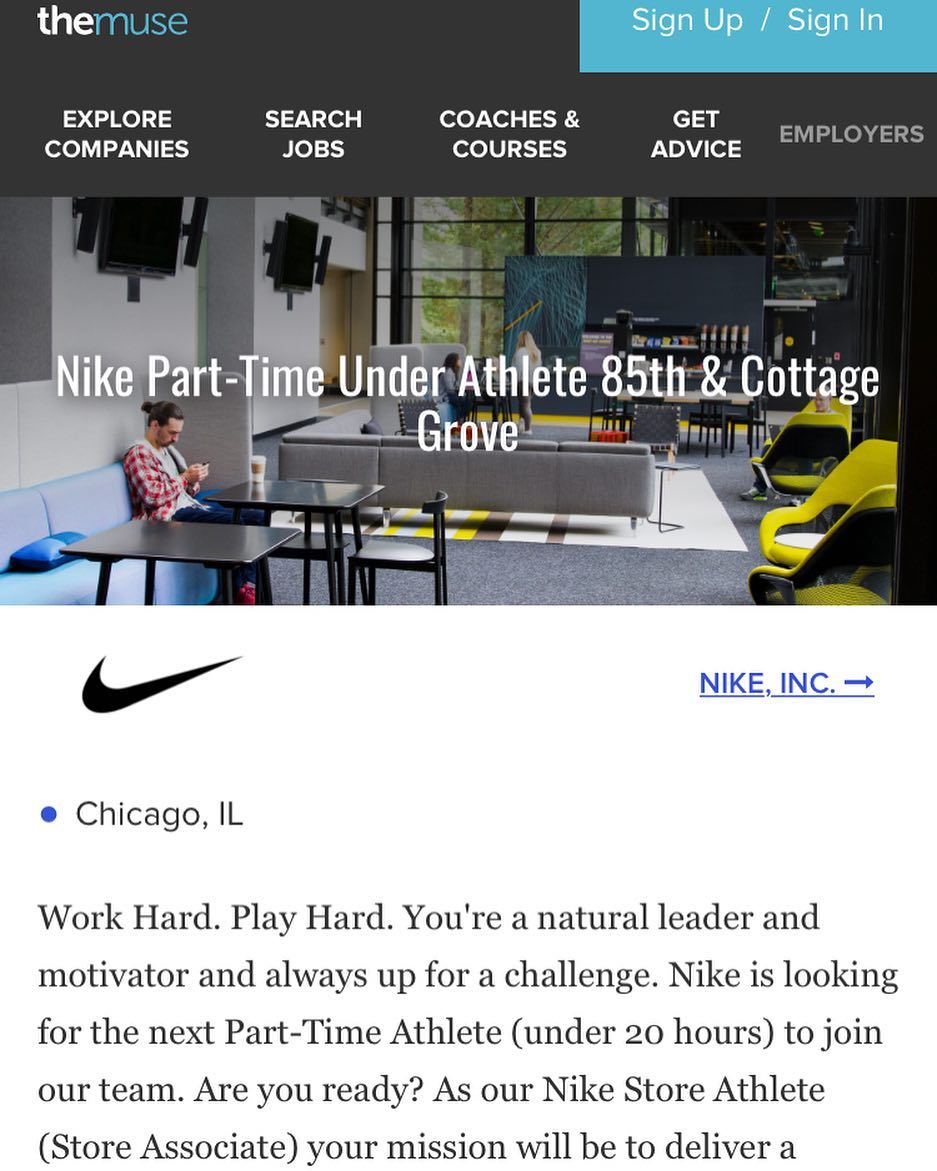 themuse
Sign Up / Sign In
EXPLORE COMPANIES
SEARCH JOBS
COACHES & COURSES
GET ADVICE
EMPLOYERS
Nike Part-Time Under Athlete 85th & Cottage
Grove
NIKE, INC. →
• Chicago, IL
Work Hard. Play Hard. You're a natural leader and
motivator and always up for a challenge. Nike is looking
for the next Part-Time Athlete (under 20 hours) to join
our team. Are you ready? As our Nike Store Athlete
(Store Associate) your mission will be to deliver a